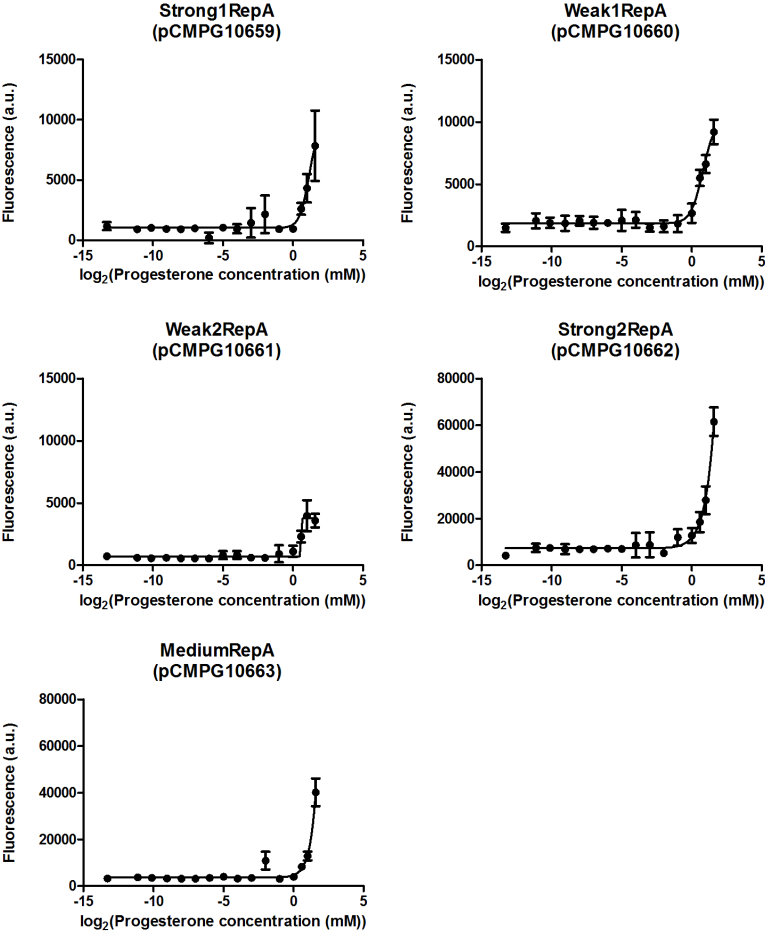 Strong1RepA
(pCMPG10659)
Fluorescence (a.u.)
15000
10000
5000
0
-15 -10 -5 0 5
log2(Progesterone concentration (mM))
Weak1RepA
(pCMPG10660)
Fluorescence (a.u.)
15000
10000
5000
0
-15 -10 -5 0 5
log2(Progesterone concentration (mM))
Weak2RepA
(pCMPG10661)
Fluorescence (a.u.)
15000
10000
5000
0
-15 -10 -5 0 5
log2(Progesterone concentration (mM))
Strong2RepA
(pCMPG10662)
Fluorescence (a.u.)
80000
60000
40000
20000
0
-15 -10 -5 0 5
log2(Progesterone concentration (mM))
MediumRepA
(pCMPG10663)
Fluorescence (a.u.)
80000
60000
40000
20000
0
-15 -10 -5 0 5
log2(Progesterone concentration (mM))